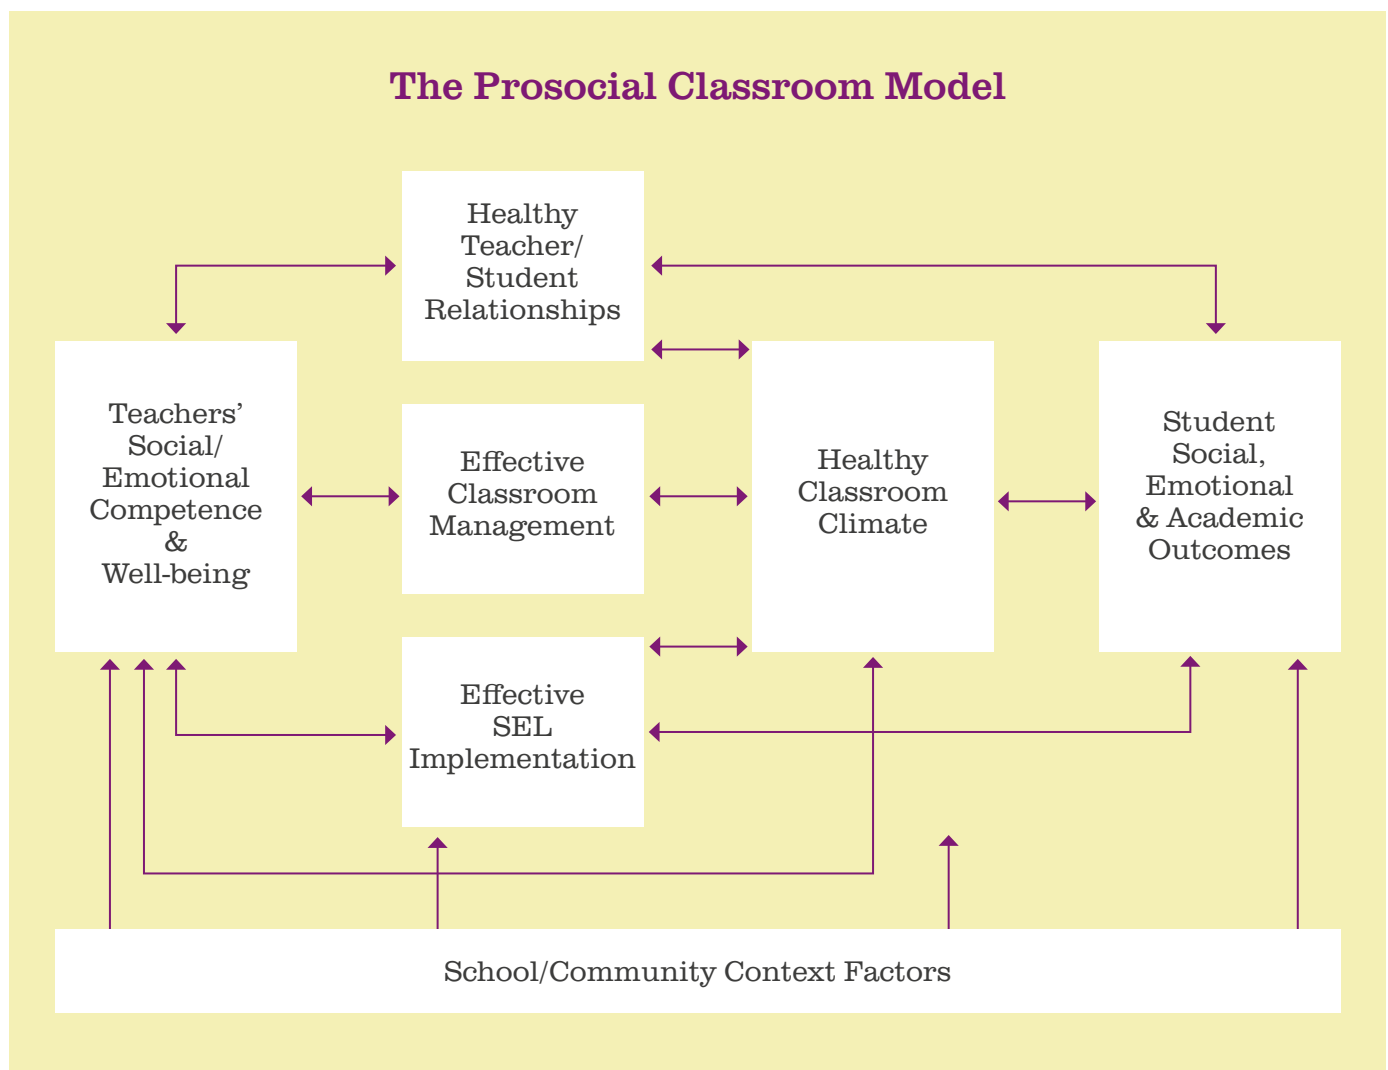 The Prosocial Classroom Model
Healthy
Teacher/
Student
Relationships
Teachers’
Social/
Emotional
Competence
&
Well-being
Effective
Classroom
Management
Healthy
Classroom
Climate
Student
Social,
Emotional
& Academic
Outcomes
Effective
SEL
Implementation
School/Community Context Factors